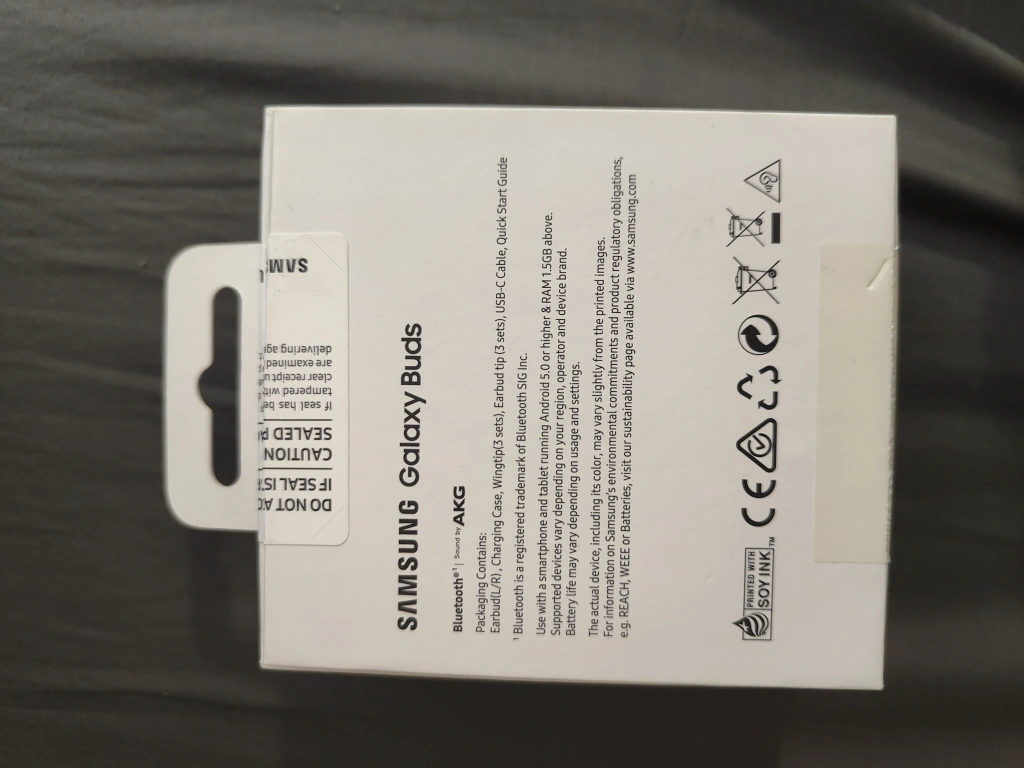 SAMSUNG Galaxy Buds
Bluetooth®¹ | Sound by AKG
Packaging Contains:
Earbud(L/R), Charging Case, Wingtip(3 sets), Earbud tip (3 sets), USB-C Cable, Quick Start Guide
¹ Bluetooth is a registered trademark of Bluetooth SIG Inc.
Use with a smartphone and tablet running Android 5.0 or higher & RAM 1.5GB above.
Supported devices vary depending on your region, operator and device brand.
Battery life may vary depending on usage and settings.
The actual device, including its color, may vary slightly from the printed images.
For information on Samsung's environmental commitments and product regulatory obligations,
e.g. REACH, WEEE or Batteries, visit our sustainability page available via www.samsung.com
PRINTED WITH
SOY INK™
CE
DO NOT AC
IF SEAL IS
CAUTION
SEALED
If seal has be
tampered wit
clear receipt u
are examined
delivering age
SAM